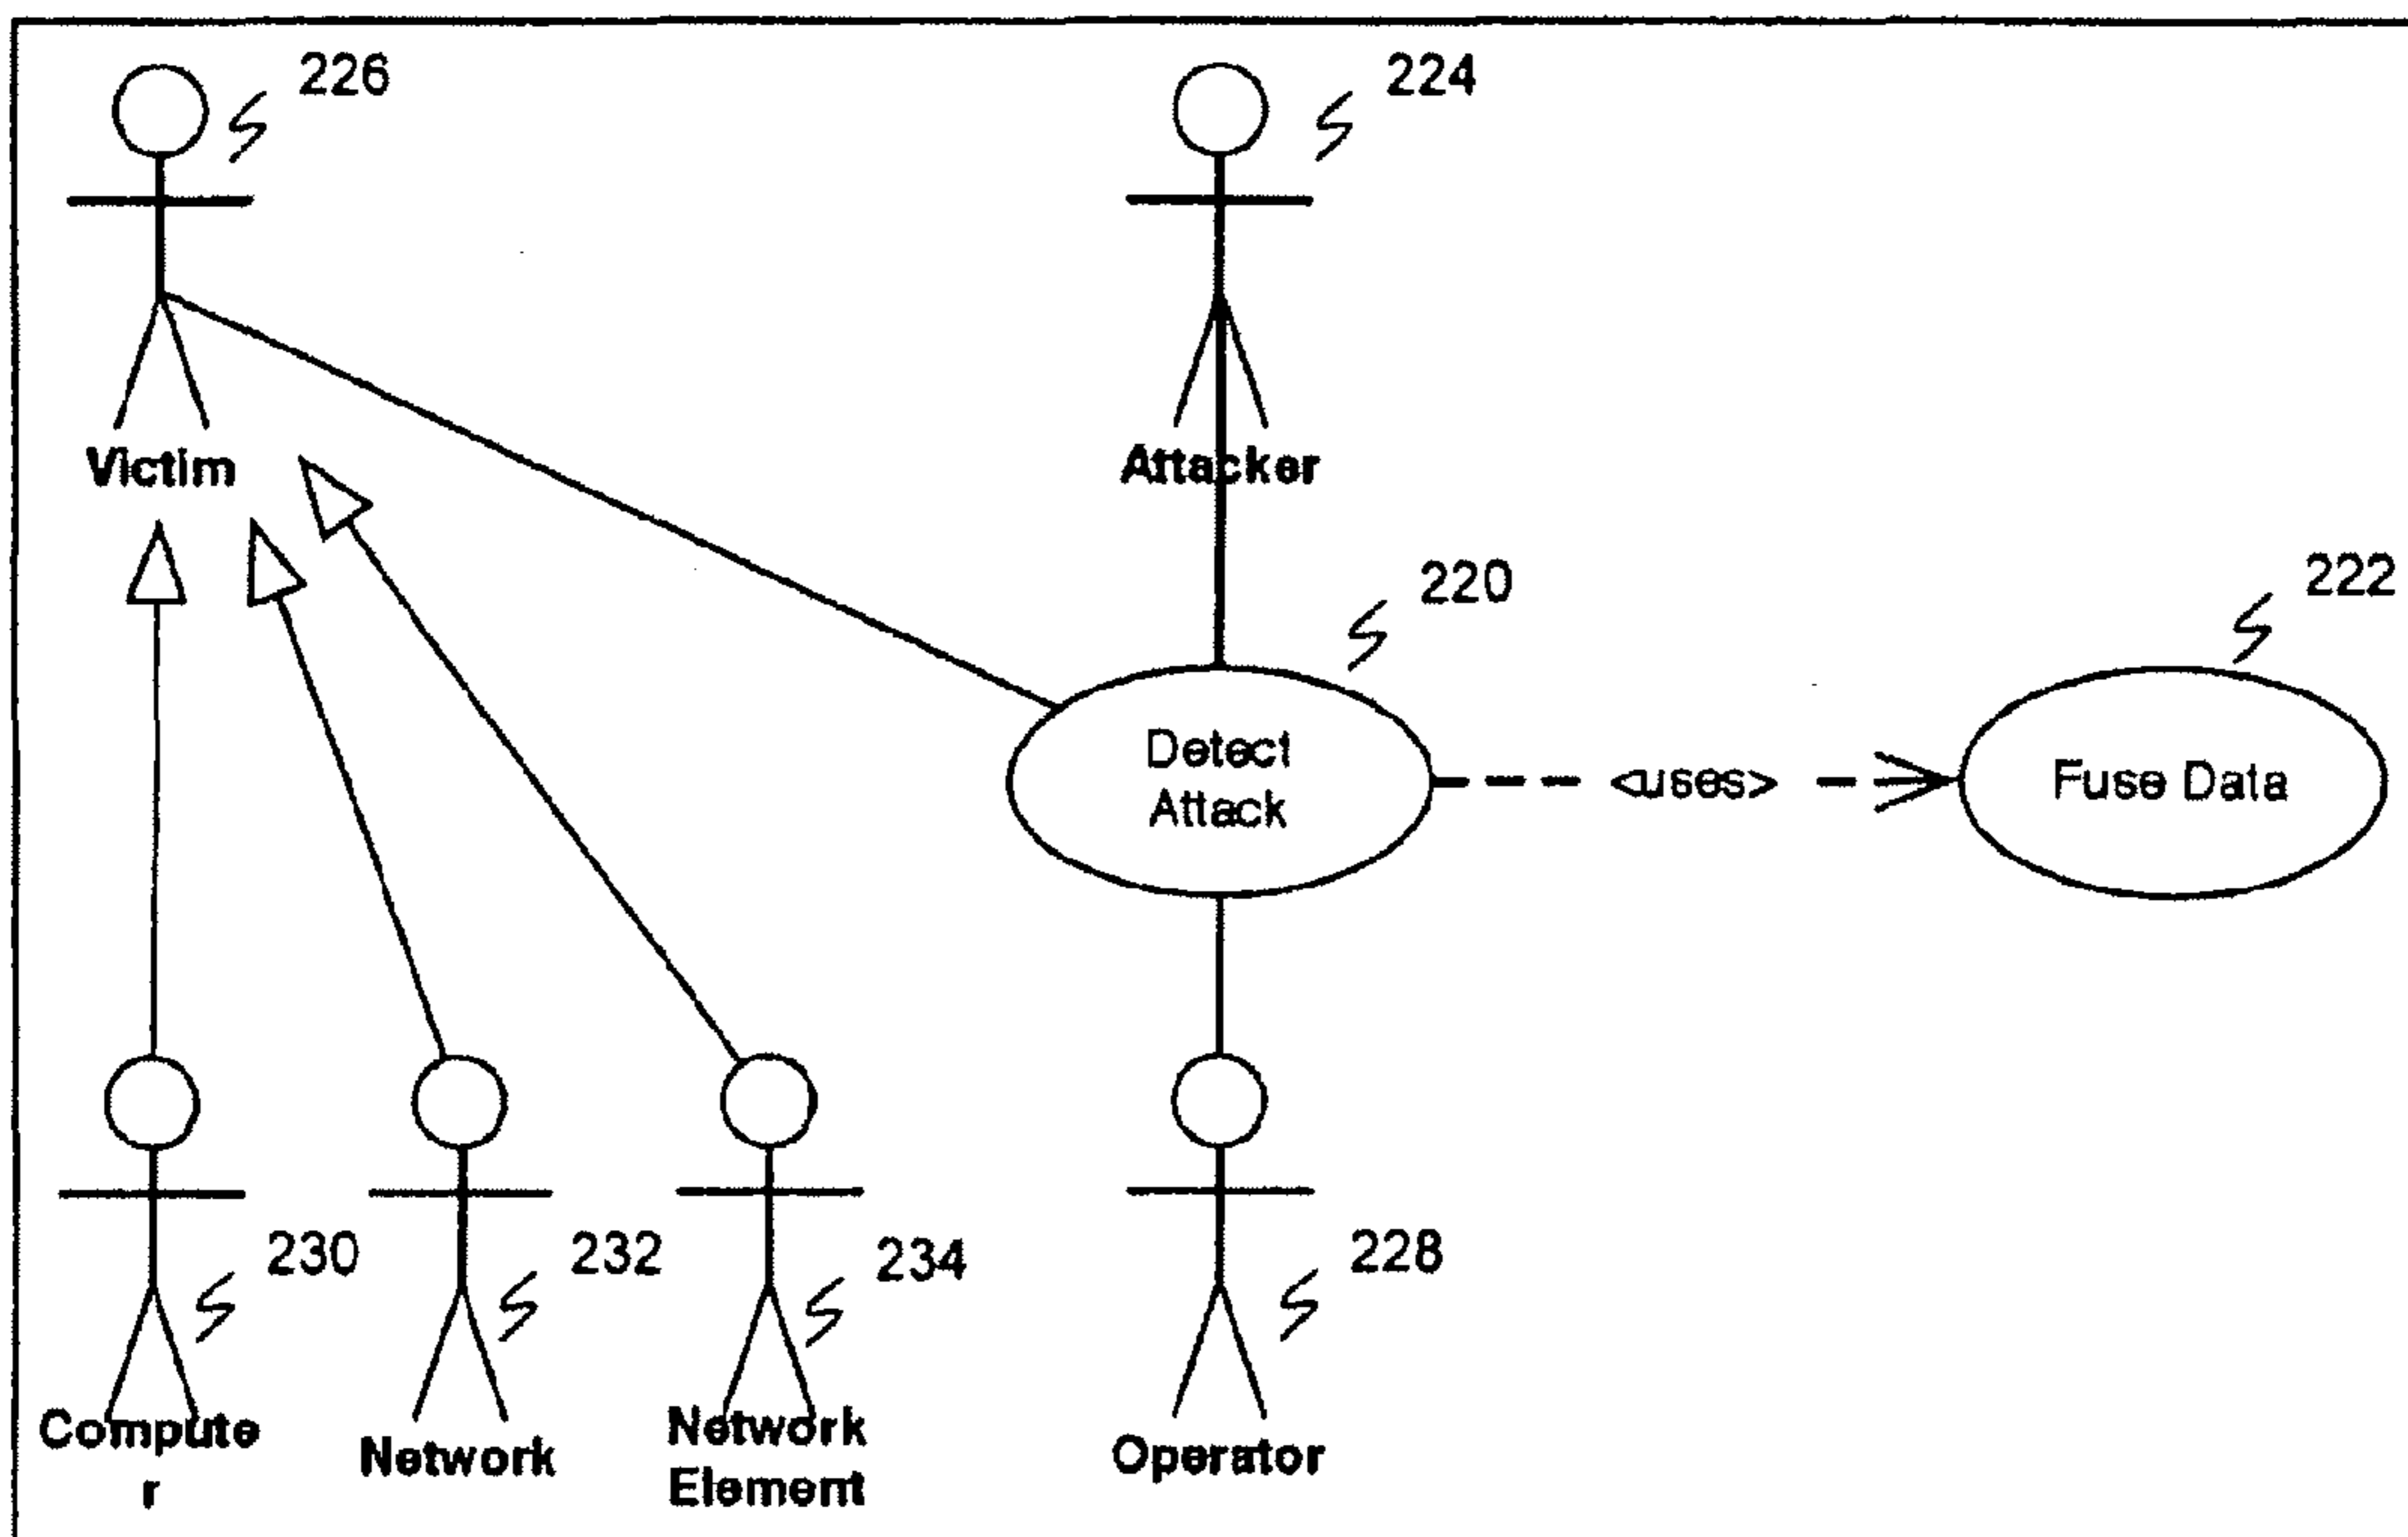 226
224
Victim
Attacker
220
222
Detect
Attack
<uses>
Fuse Data
230
232
234
228
Compute
r
Network
Network
Element
Operator